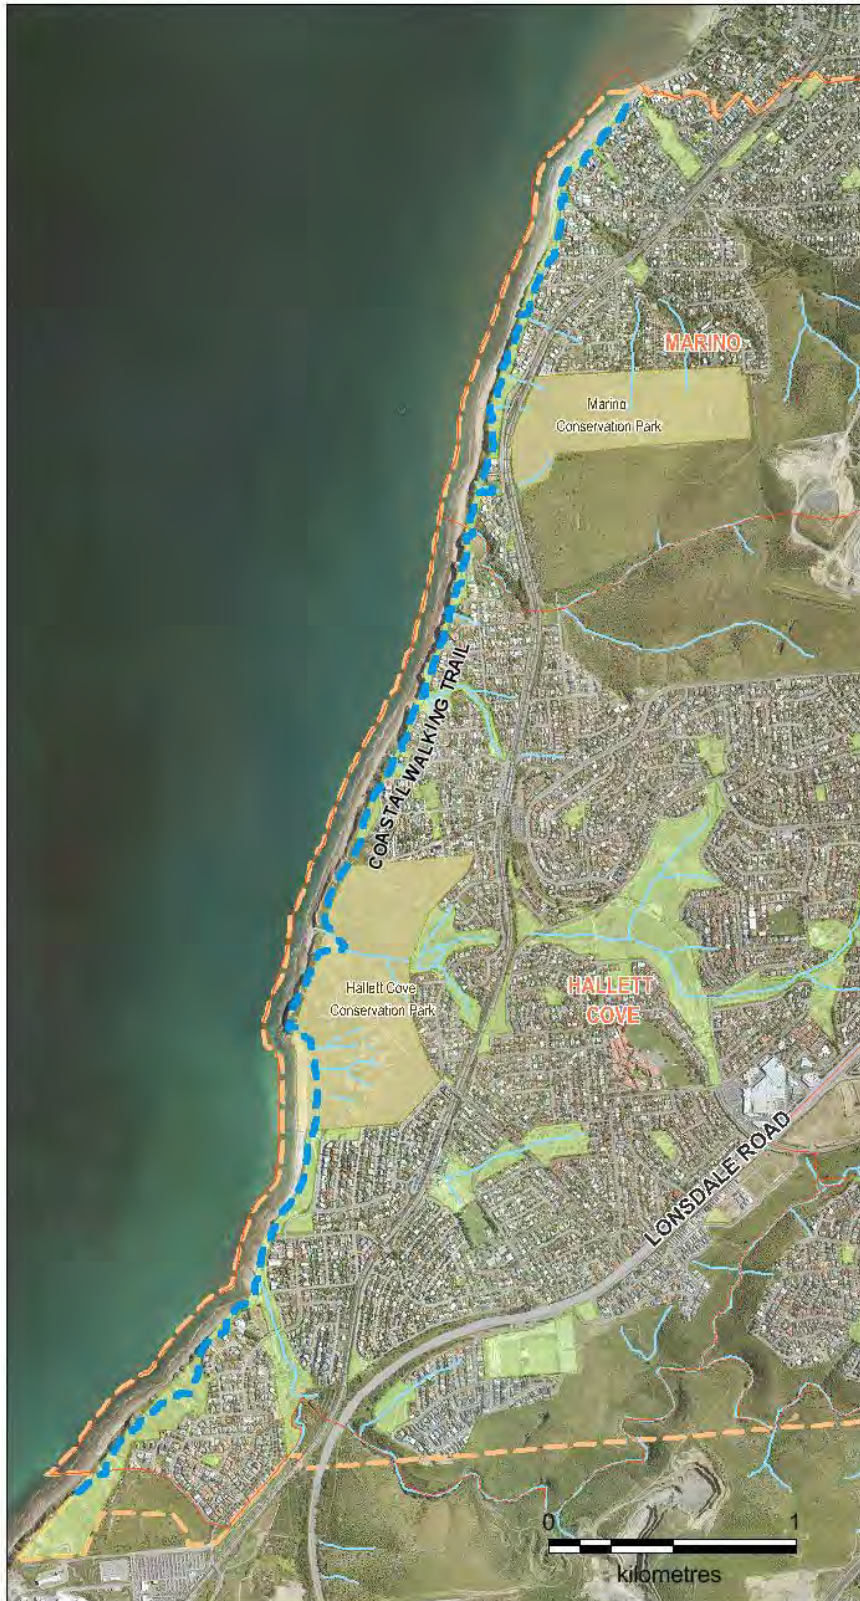 MARINO
Marino
Conservation Park
COASTAL WALKING TRAIL
Hallett Cove
Conservation Park
HALLETT
COVE
LONSDALE ROAD
0 1
kilometres